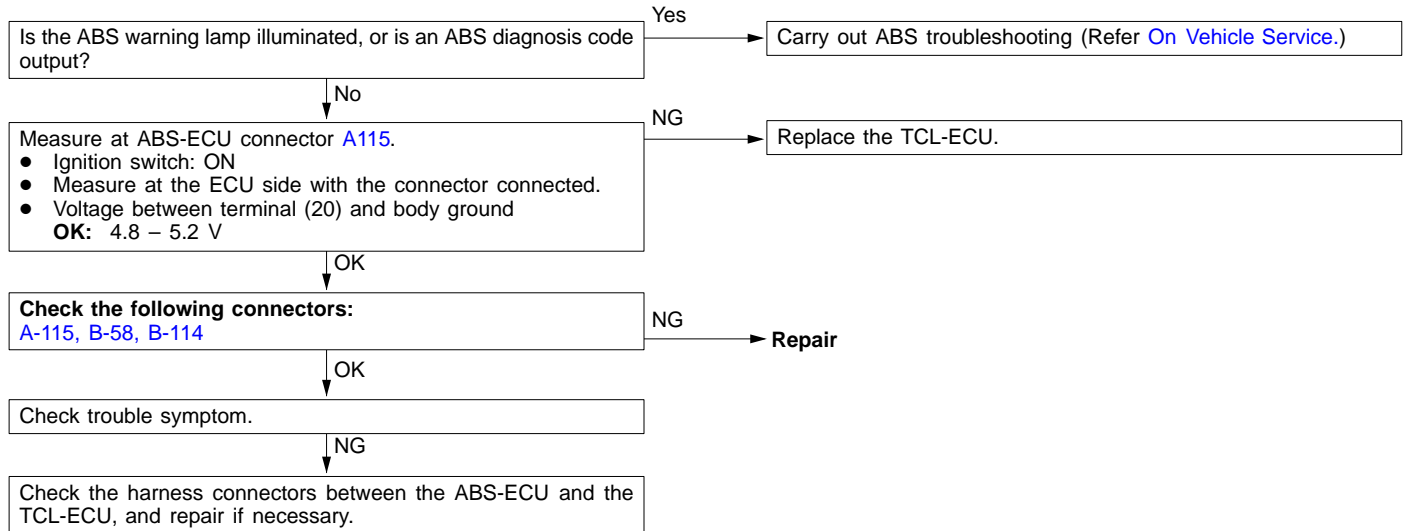 Yes
Is the ABS warning lamp illuminated, or is an ABS diagnosis code
output?
Carry out ABS troubleshooting (Refer On Vehicle Service.)
No
NG
Measure at ABS-ECU connector A115.
● Ignition switch: ON
● Measure at the ECU side with the connector connected.
● Voltage between terminal (20) and body ground
OK: 4.8 – 5.2 V
Replace the TCL-ECU.
OK
Check the following connectors:
A-115, B-58, B-114
NG
Repair
OK
Check trouble symptom.
NG
Check the harness connectors between the ABS-ECU and the
TCL-ECU, and repair if necessary.